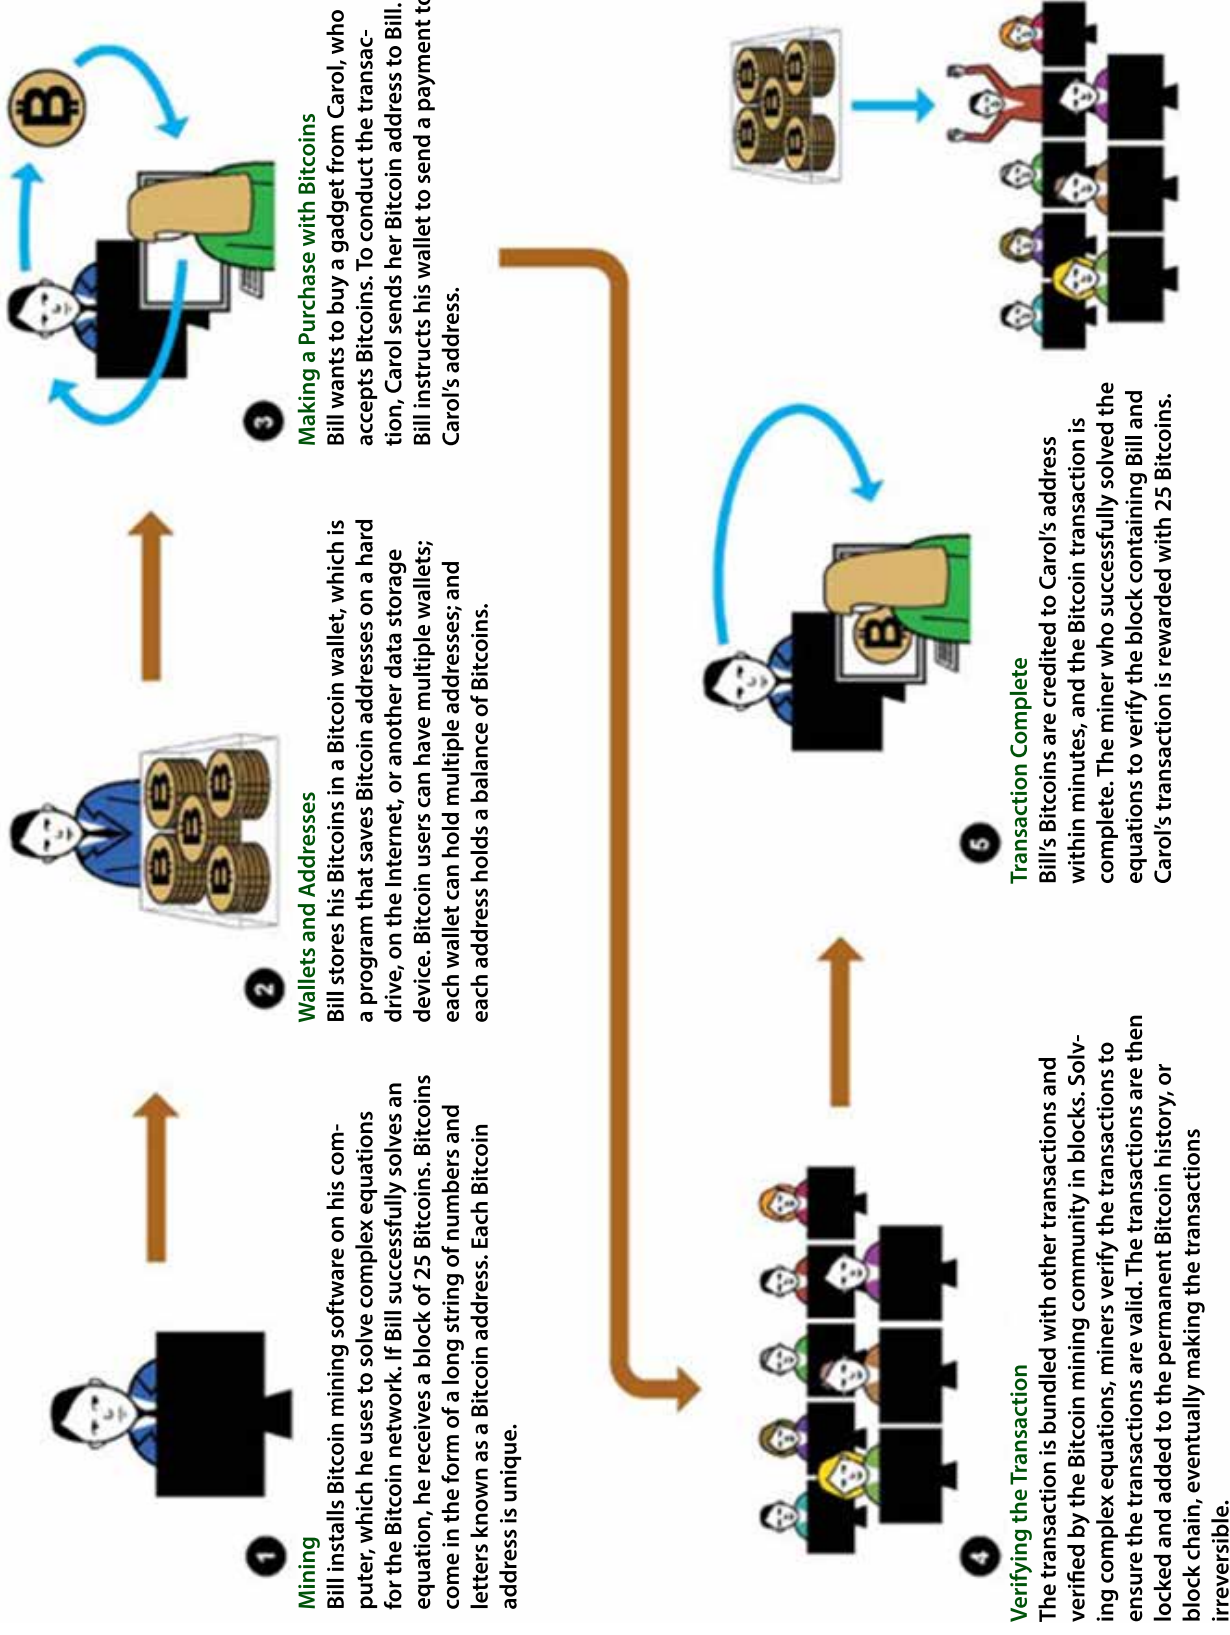 1
Mining
Bill installs Bitcoin mining software on his com-
puter, which he uses to solve complex equations
for the Bitcoin network. If Bill successfully solves an
equation, he receives a block of 25 Bitcoins. Bitcoins
come in the form of a long string of numbers and
letters known as a Bitcoin address. Each Bitcoin
address is unique.
2
Wallets and Addresses
Bill stores his Bitcoins in a Bitcoin wallet, which is
a program that saves Bitcoin addresses on a hard
drive, on the Internet, or another data storage
device. Bitcoin users can have multiple wallets;
each wallet can hold multiple addresses; and
each address holds a balance of Bitcoins.
3
Making a Purchase with Bitcoins
Bill wants to buy a gadget from Carol, who
accepts Bitcoins. To conduct the transac-
tion, Carol sends her Bitcoin address to Bill.
Bill instructs his wallet to send a payment to
Carol's address.
4
Verifying the Transaction
The transaction is bundled with other transactions and
verified by the Bitcoin mining community in blocks. Solv-
ing complex equations, miners verify the transactions to
ensure the transactions are valid. The transactions are then
locked and added to the permanent Bitcoin history, or
block chain, eventually making the transactions
irreversible.
5
Transaction Complete
Bill's Bitcoins are credited to Carol's address
within minutes, and the Bitcoin transaction is
complete. The miner who successfully solved the
equations to verify the block containing Bill and
Carol's transaction is rewarded with 25 Bitcoins.